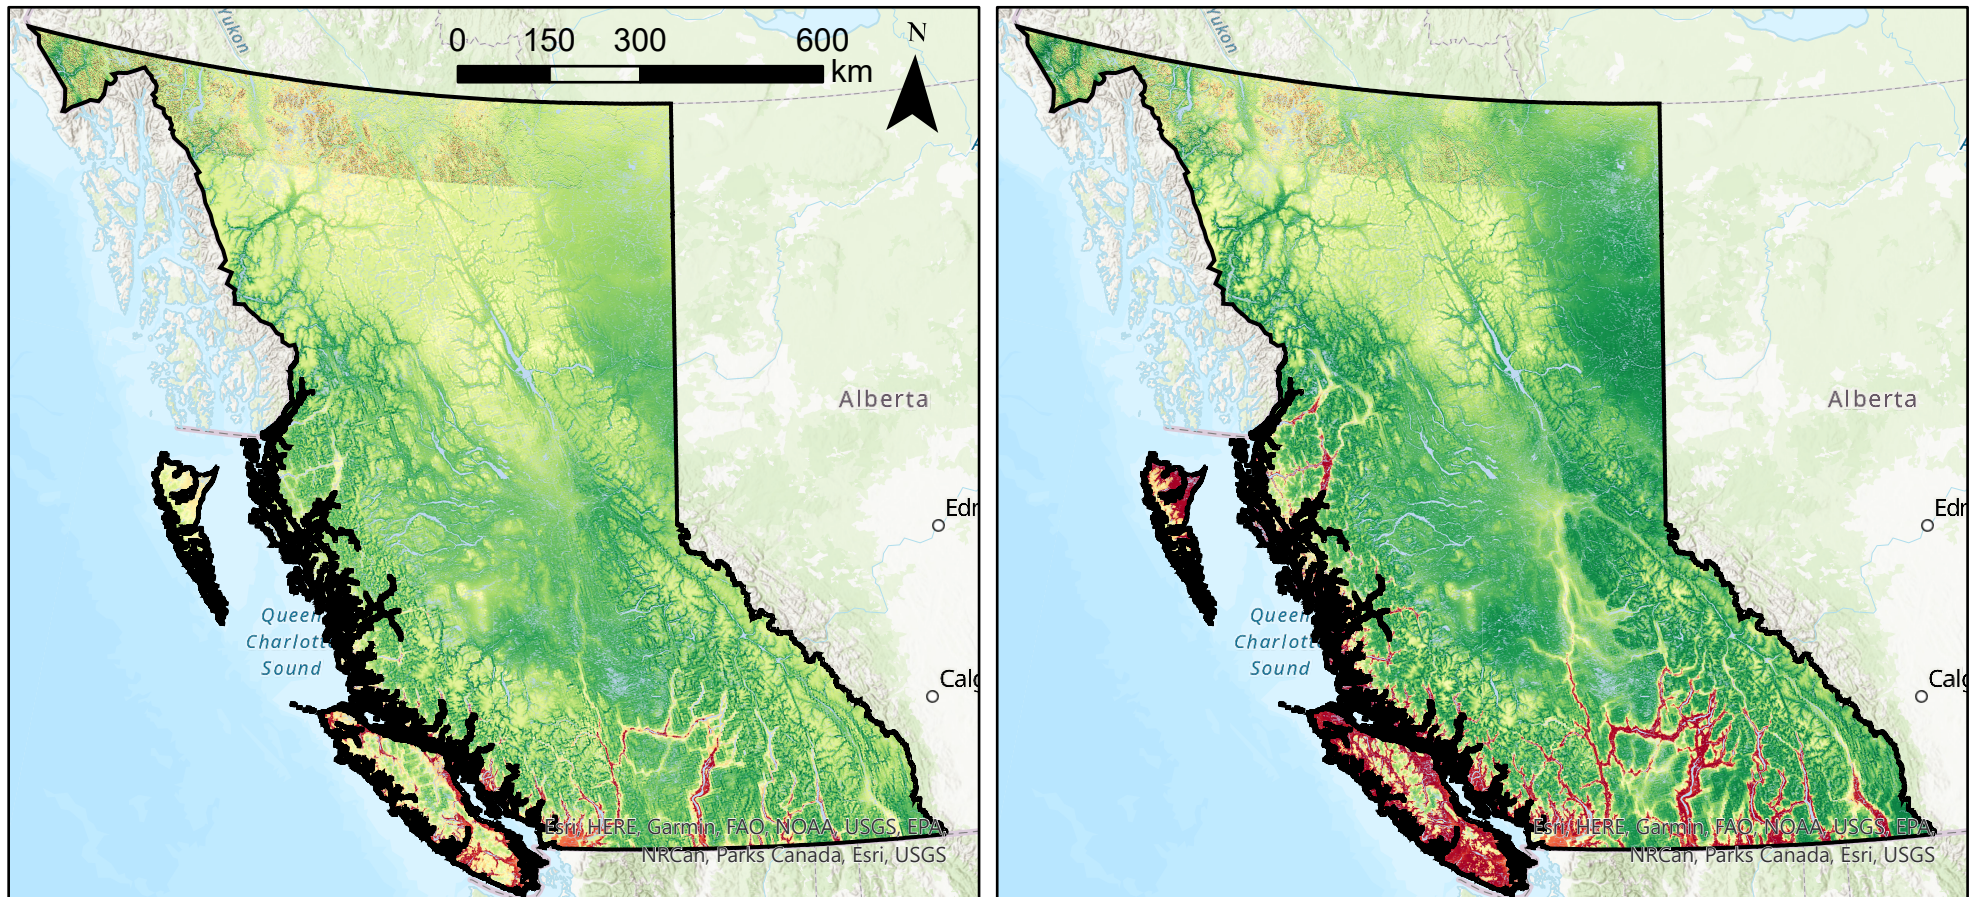 Yukon
0 150 300 600
km
N
Alberta
Edr
Queen
Charlott
Sound
Calg
Esri, HERE, Garmin, FAO, NOAA, USGS, EPA,
NRCan, Parks Canada, Esri, USGS
Yukon
Alberta
Edr
Queen
Charlott
Sound
Calg
Esri, HERE, Garmin, FAO, NOAA, USGS, EPA,
NRCan, Parks Canada, Esri, USGS